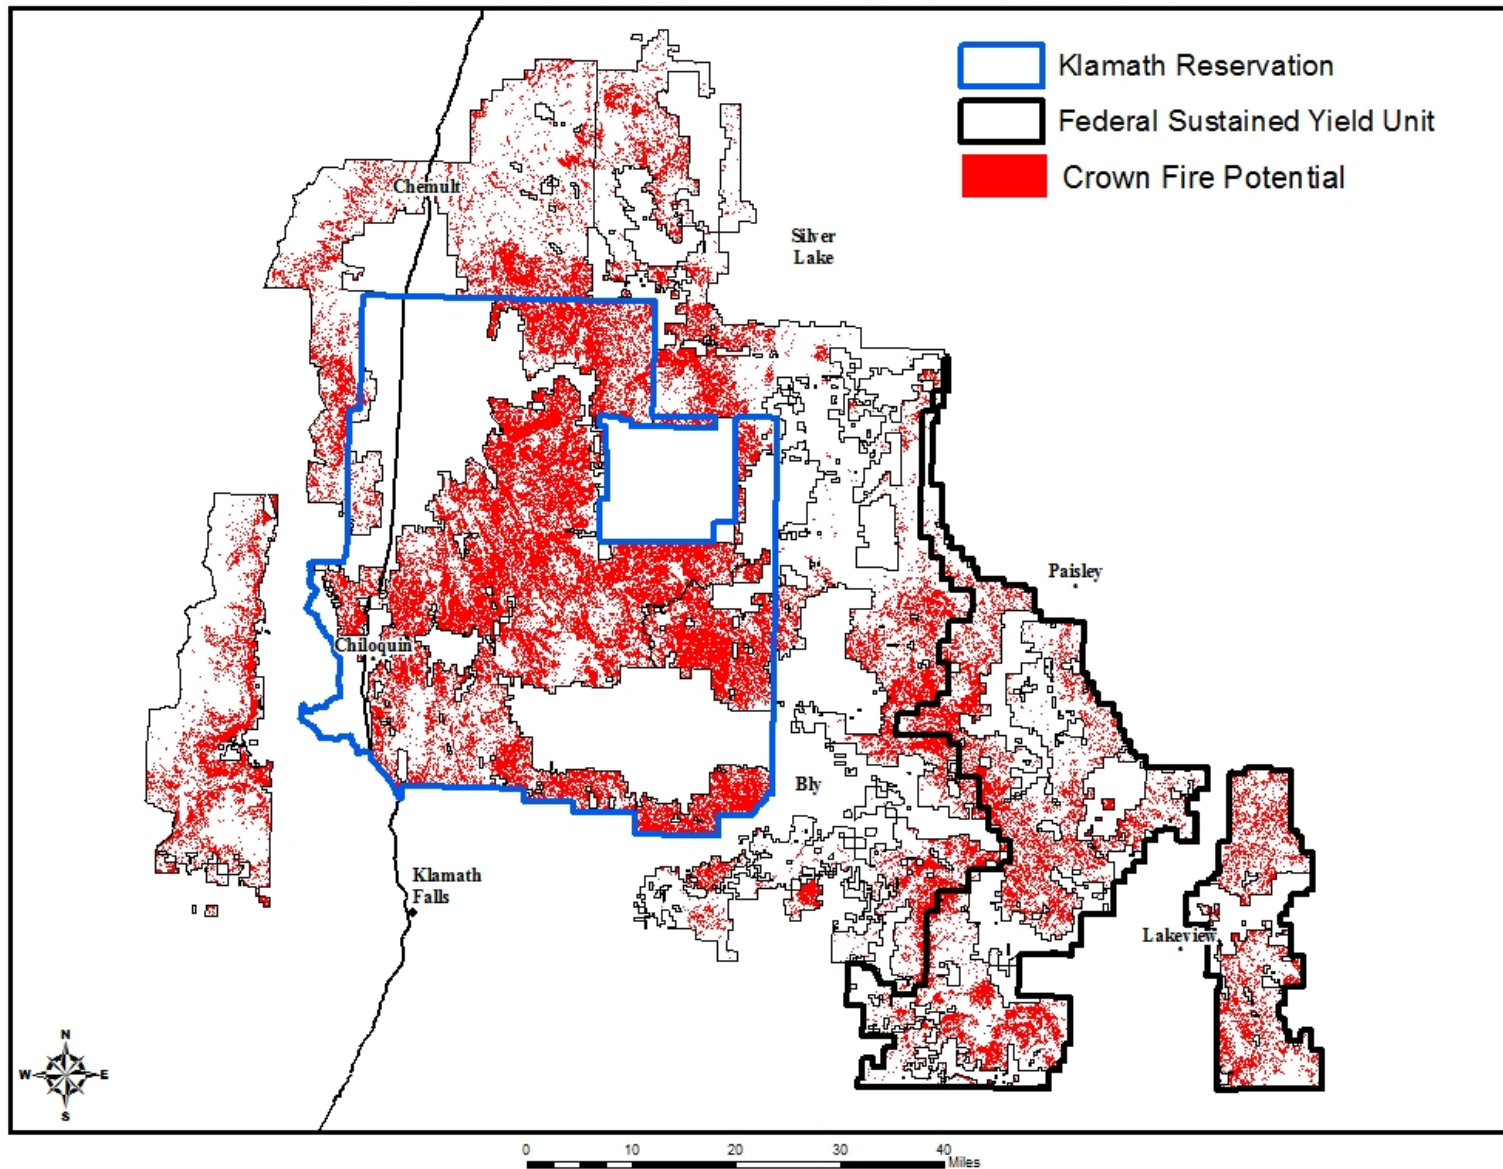 Klamath Reservation
Federal Sustained Yield Unit
Crown Fire Potential
Chemult
Silver
Lake
Paisley
Chiloquin
Bly
Klamath
Falls
Lakeview
N
W E
S
0 10 20 30 40 Miles